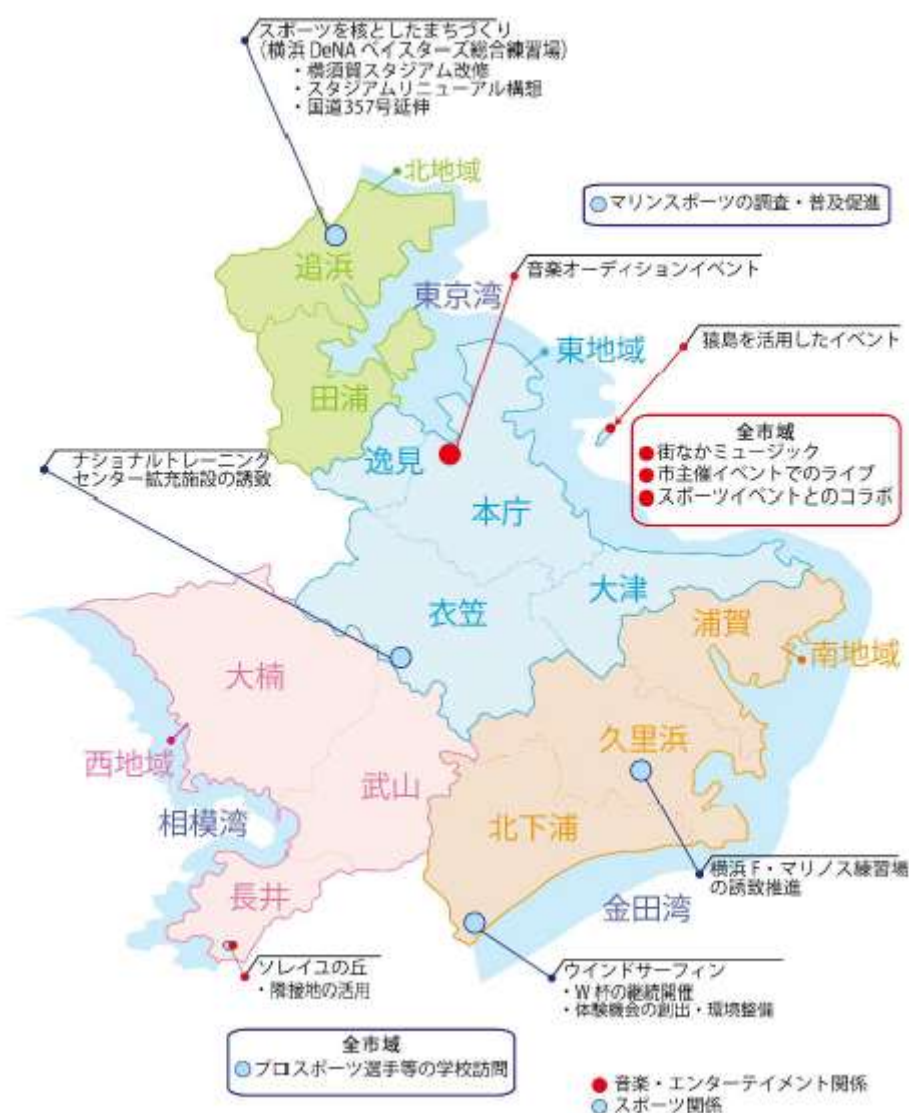 スポーツを核としたまちづくり
(横浜 DeNA ベイスターズ総合練習場)
・横須賀スタジアム改修
・スタジアムリニューアル構想
・国道357号延伸
北地域
マリンスポーツの調査・普及促進
追浜
音楽オーディションイベント
東京湾
東地域
猿島を活用したイベント
田浦
全市域
街なかミュージック
市主催イベントでのライブ
スポーツイベントとのコラボ
ナショナルトレーニング
センター拡充施設の誘致
逸見
本庁
大津
衣笠
浦賀
南地域
大楠
久里浜
西地域
武山
北下浦
相模湾
横浜 F・マリノス練習場
の誘致推進
長井
金田湾
ソレイユの丘
・隣接地の活用
ウインドサーフィン
・W 杯の継続開催
・体験機会の創出・環境整備
全市域
プロスポーツ選手等の学校訪問
音楽・エンターテイメント関係
スポーツ関係